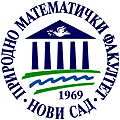 ПРИРОДНО МАТЕМАТИЧКИ ФАКУЛТЕТ
• НОВИ САД •
1969